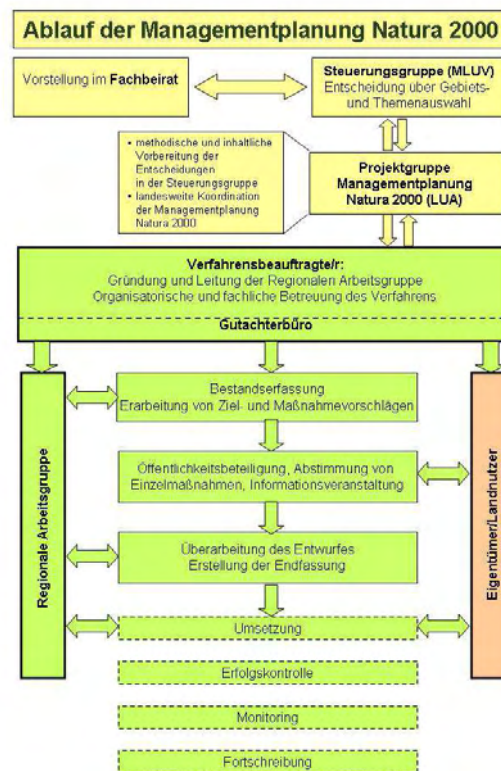 Ablauf der Managementplanung Natura 2000
Vorstellung im Fachbeirat
Steuerungsgruppe (MLUV)
Entscheidung über Gebiets-
und Themenauswahl
• methodische und inhaltliche
Vorbereitung der
Entscheidungen
in der Steuerungsgruppe
• landesweite Koordination
der Managementplanung
Natura 2000
Projektgruppe
Managementplanung
Natura 2000 (LUA)
Verfahrensbeauftragte/r:
Gründung und Leitung der Regionalen Arbeitsgruppe
Organisatorische und fachliche Betreuung des Verfahrens
Gutachterbüro
Regionale Arbeitsgruppe
Bestandserfassung
Erarbeitung von Ziel- und Maßnahmevorschlägen
Öffentlichkeitsbeteiligung, Abstimmung von
Einzelmaßnahmen, Informationsveranstaltung
Überarbeitung des Entwurfes
Erstellung der Endfassung
Umsetzung
Erfolgskontrolle
Monitoring
Fortschreibung
Eigentümer/Landnutzer